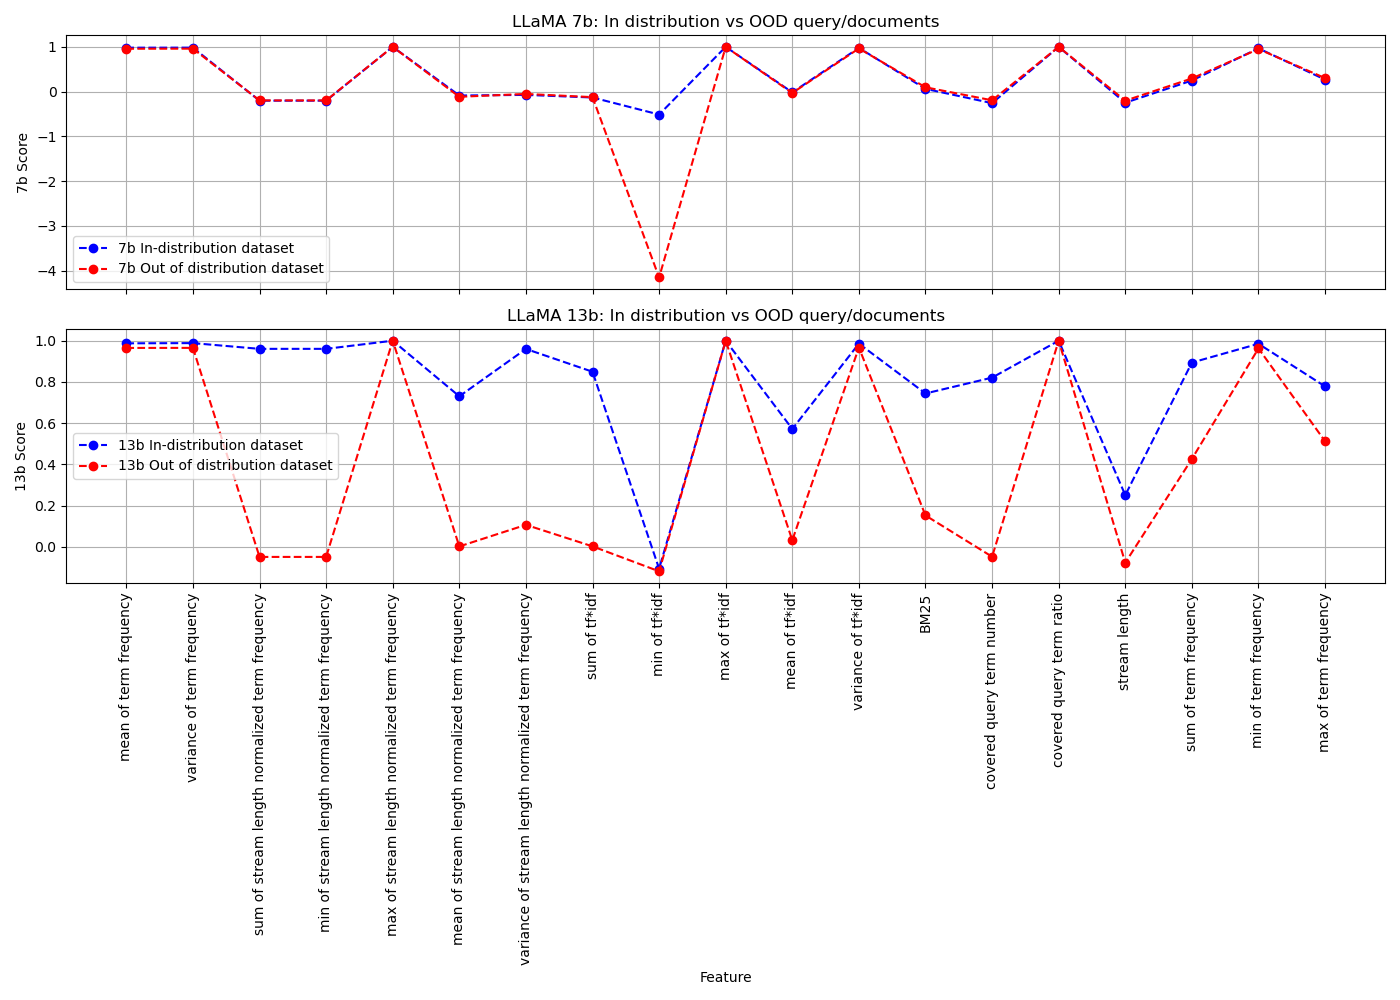 LLaMA 7b: In distribution vs OOD query/documents
1
0
−1
−2
−3
−4
7b Score
7b In-distribution dataset
7b Out of distribution dataset
LLaMA 13b: In distribution vs OOD query/documents
1.0
0.8
0.6
0.4
0.2
0.0
13b Score
13b In-distribution dataset
13b Out of distribution dataset
mean of term frequency
variance of term frequency
sum of stream length normalized term frequency
min of stream length normalized term frequency
max of stream length normalized term frequency
mean of stream length normalized term frequency
variance of stream length normalized term frequency
sum of tf*idf
min of tf*idf
max of tf*idf
mean of tf*idf
variance of tf*idf
BM25
covered query term number
covered query term ratio
stream length
sum of term frequency
min of term frequency
max of term frequency
Feature